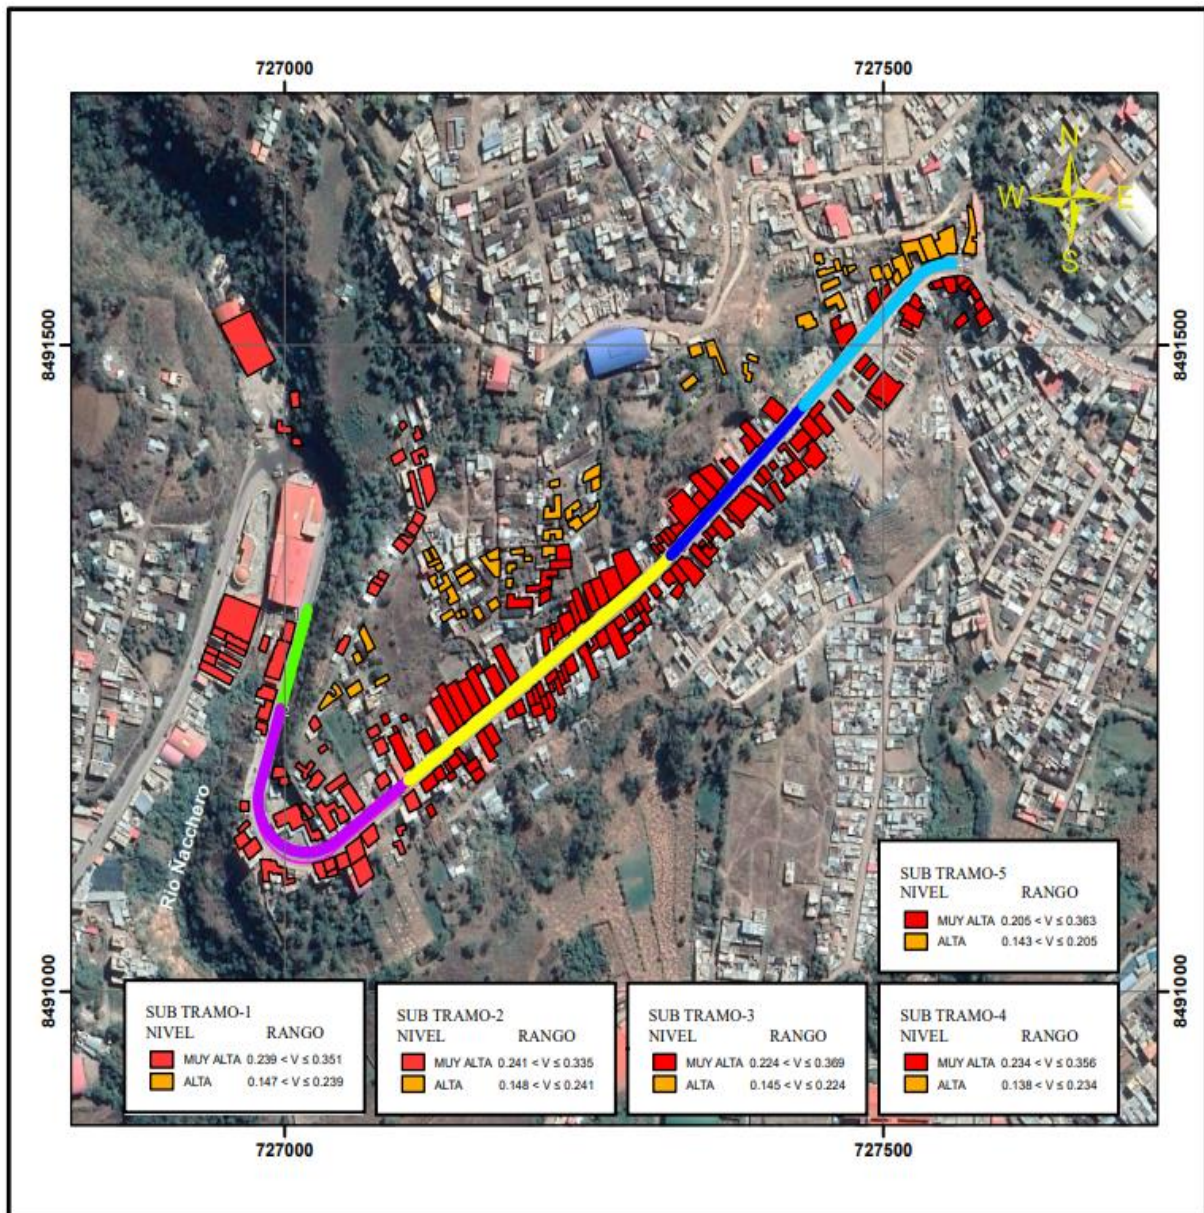 727000
727500
N
W
E
S
8491500
8491500
Río Ñacchero
SUB TRAMO-5
NIVEL RANGO
MUY ALTA 0.205 < V ≤ 0.363
ALTA 0.143 < V ≤ 0.205
8491000
8491000
SUB TRAMO-1
NIVEL RANGO
MUY ALTA 0.239 < V ≤ 0.351
ALTA 0.147 < V ≤ 0.239
SUB TRAMO-2
NIVEL RANGO
MUY ALTA 0.241 < V ≤ 0.335
ALTA 0.148 < V ≤ 0.241
SUB TRAMO-3
NIVEL RANGO
MUY ALTA 0.224 < V ≤ 0.369
ALTA 0.145 < V ≤ 0.224
SUB TRAMO-4
NIVEL RANGO
MUY ALTA 0.234 < V ≤ 0.356
ALTA 0.138 < V ≤ 0.234
727000
727500